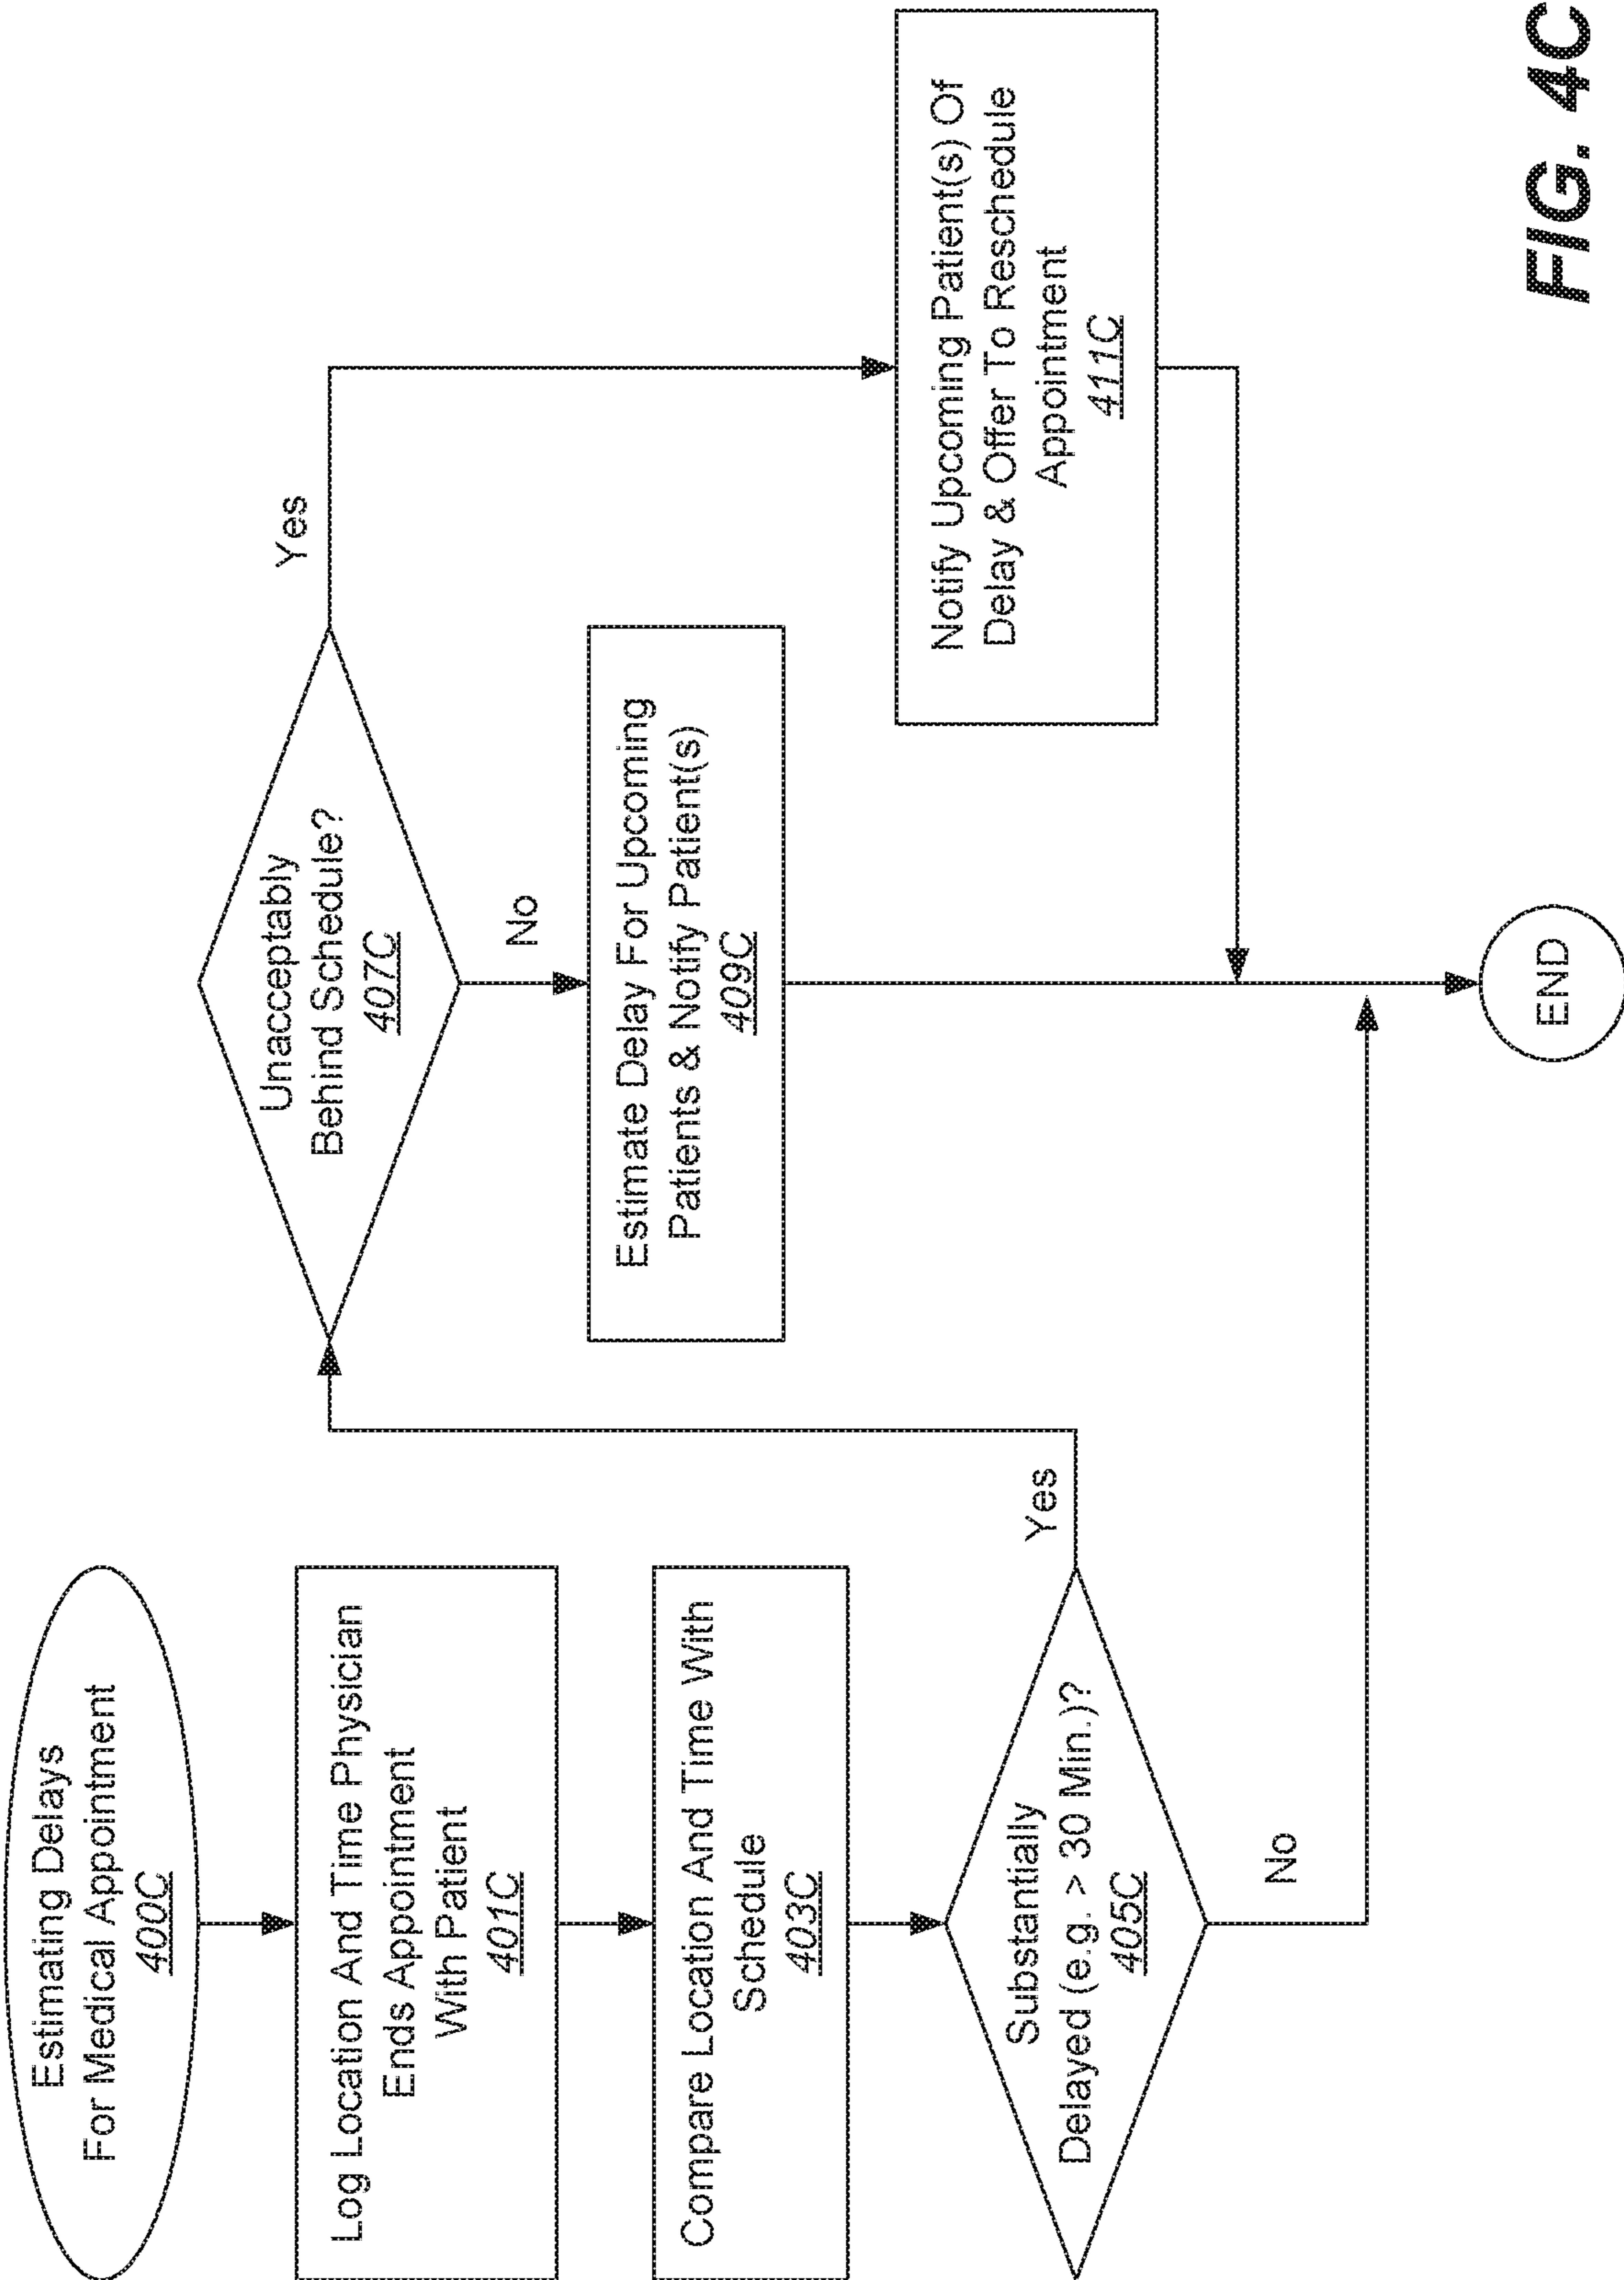 Estimating Delays
For Medical Appointment
400C
Log Location And Time Physician
Ends Appointment
With Patient
401C
Compare Location And Time With
Schedule
403C
Substantially
Delayed (e.g. > 30 Min.)?
405C
Yes
No
Unacceptably
Behind Schedule?
407C
Yes
No
Estimate Delay For Upcoming
Patients & Notify Patient(s)
409C
Notify Upcoming Patient(s) Of
Delay & Offer To Reschedule
Appointment
411C
END
FIG. 4C